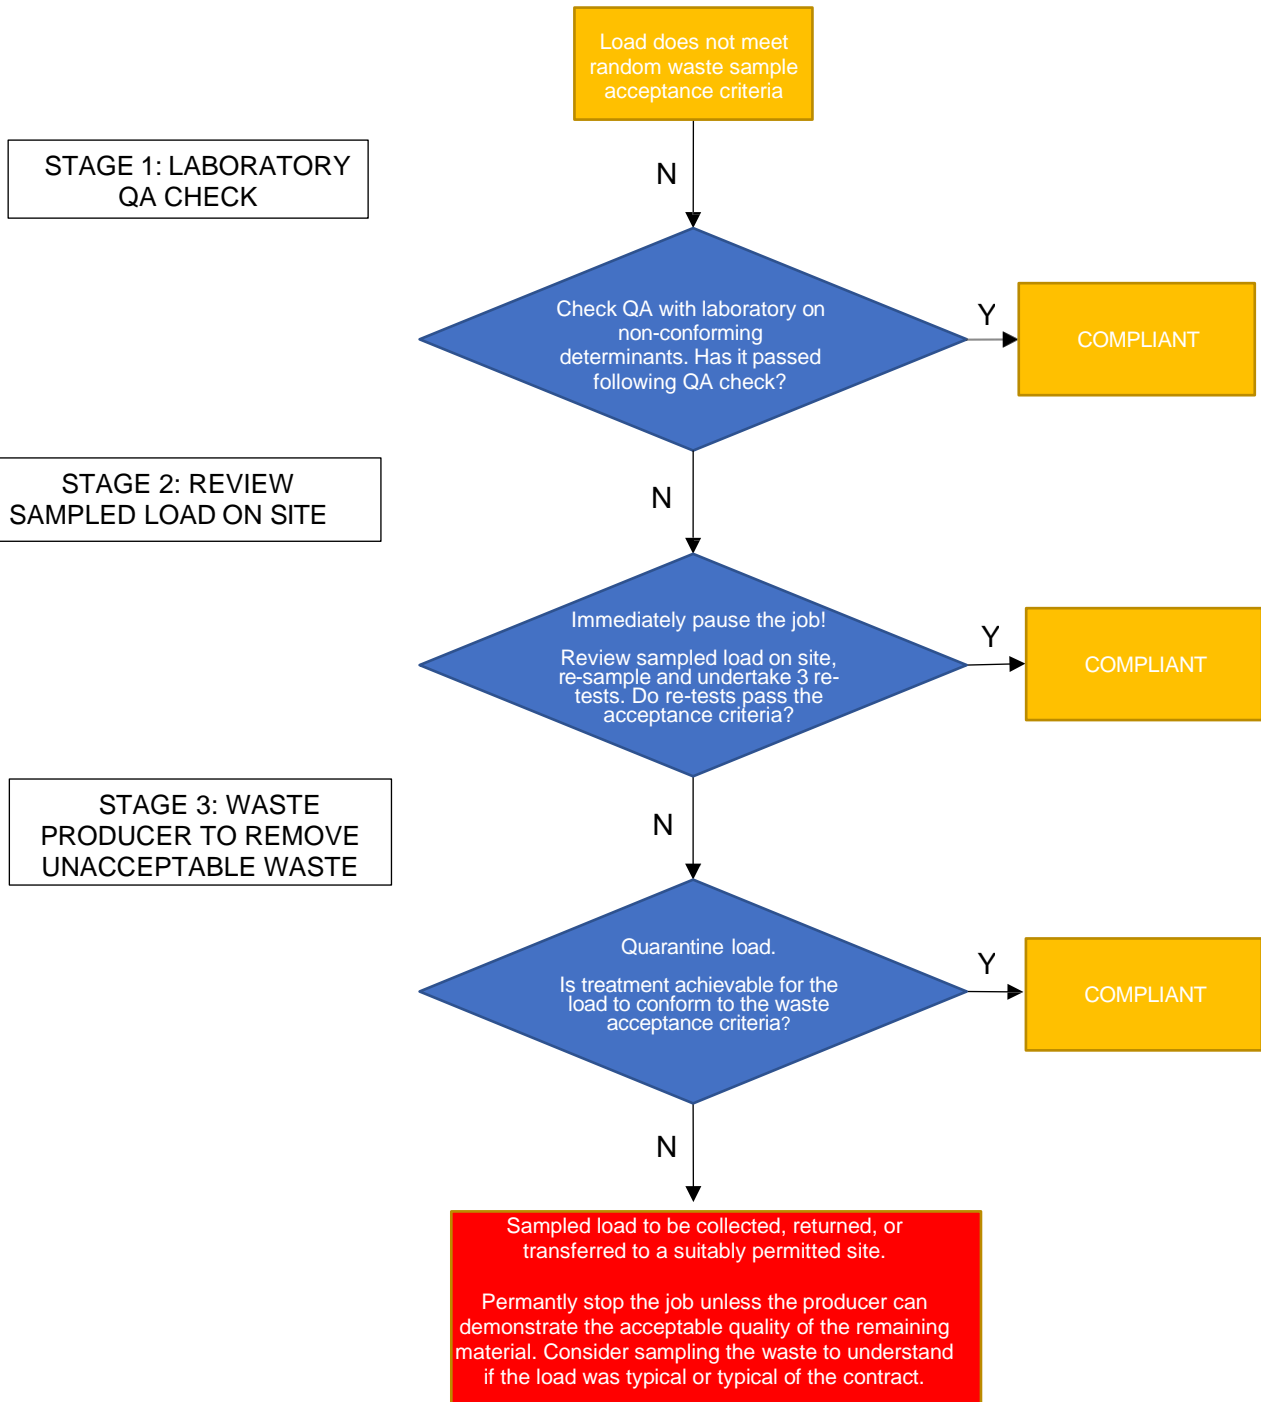 Load does not meet
random waste sample
acceptance criteria
N
STAGE 1: LABORATORY
QA CHECK
Check QA with laboratory on
non-conforming
determinants. Has it passed
following QA check?
Y
COMPLIANT
N
STAGE 2: REVIEW
SAMPLED LOAD ON SITE
Immediately pause the job!
Review sampled load on site,
re-sample and undertake 3 re-
tests. Do re-tests pass the
acceptance criteria?
Y
COMPLIANT
N
STAGE 3: WASTE
PRODUCER TO REMOVE
UNACCEPTABLE WASTE
Quarantine load.
Is treatment achievable for the
load to conform to the waste
acceptance criteria?
Y
COMPLIANT
N
Sampled load to be collected, returned, or
transferred to a suitably permitted site.
Permantly stop the job unless the producer can
demonstrate the acceptable quality of the remaining
material. Consider sampling the waste to understand
if the load was typical or typical of the contract.